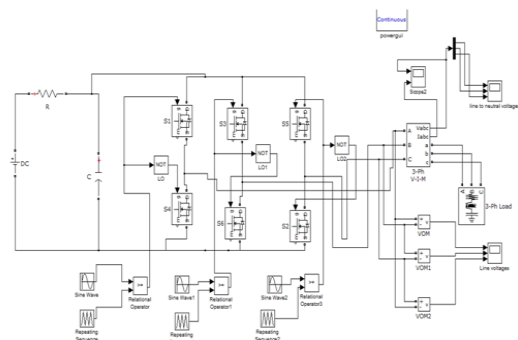 Continuous
powergui
R
DC
C
S1
S3
S5
NOT
LO
NOT
LO1
NOT
LO2
S4
S6
S2
Scope2
line to neutral voltage
Vabc
Iabc
A
B
C
a
b
c
3-Ph
V-I-M
A
B
C
3-Ph Load
VOM
VOM1
VOM2
Line voltages
Sine Wave
Repeating
Sequence
Relational
Operator
Sine Wave1
Repeating
Relational
Operator1
Sine Wave2
Repeating
Sequence2
Relational